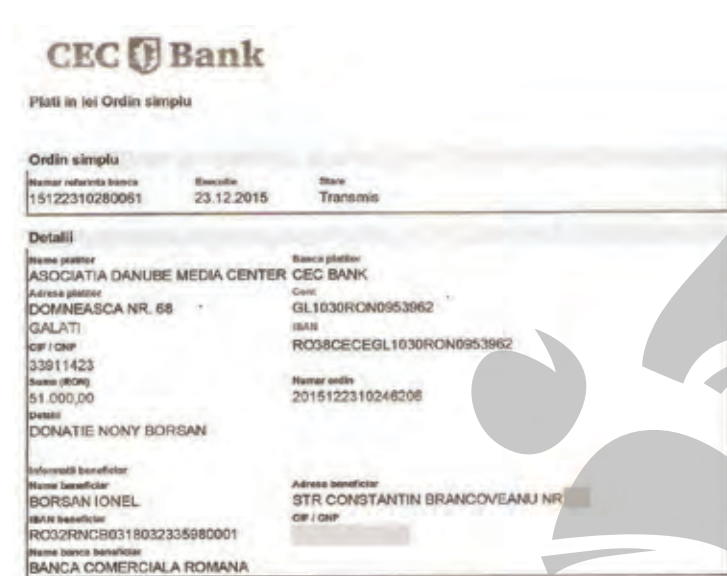 CEC Bank
Plati in lei Ordin simplu
Ordin simplu
Numar referinta banca Executie Stare
15122310280061 23.12.2015 Transmis
Detalii
Nume platitor Banca platitor
ASOCIATIA DANUBE MEDIA CENTER CEC BANK
Adresa platitor Cont
DOMNEASCA NR. 68 GL1030RON0953962
GALATI IBAN
CIF / CNP RO38CECEGL1030RON0953962
33911423
Suma (RON) Numar ordin
51.000,00 2015122310246206
Detalii
DONATIE NONY BORSAN
Informatii beneficiar
Nume beneficiar Adresa beneficiar
BORSAN IONEL STR CONSTANTIN BRANCOVEANU NR
IBAN beneficiar CIF / CNP
RO32RNCB0318032335980001
Nume banca beneficiar
BANCA COMERCIALA ROMANA